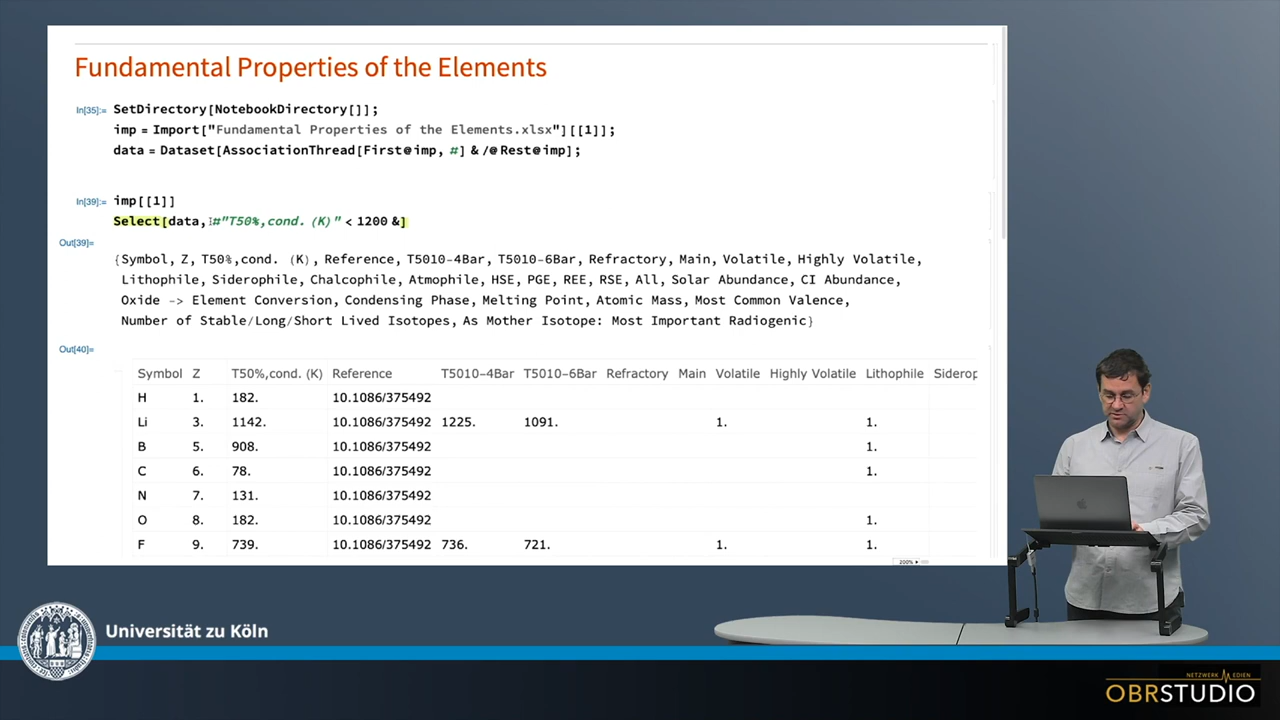 Fundamental Properties of the Elements
In[35]:= SetDirectory[NotebookDirectory[]];
imp = Import["Fundamental Properties of the Elements.xlsx"][[1]];
data = Dataset[AssociationThread[First@imp, #] & /@ Rest@imp];
In[39]:= imp[[1]]
Select[data, #"T50%,cond. (K)" < 1200 &]
Out[39]=
{Symbol, Z, T50%,cond. (K), Reference, T5010-4Bar, T5010-6Bar, Refractory, Main, Volatile, Highly Volatile,
Lithophile, Siderophile, Chalcophile, Atmophile, HSE, PGE, REE, RSE, All, Solar Abundance, CI Abundance,
Oxide -> Element Conversion, Condensing Phase, Melting Point, Atomic Mass, Most Common Valence,
Number of Stable/Long/Short Lived Isotopes, As Mother Isotope: Most Important Radiogenic}
Out[40]=
Symbol Z T50%,cond. (K) Reference T5010-4Bar T5010-6Bar Refractory Main Volatile Highly Volatile Lithophile Siderop
H 1. 182. 10.1086/375492
Li 3. 1142. 10.1086/375492 1225. 1091. 1. 1.
B 5. 908. 10.1086/375492 1.
C 6. 78. 10.1086/375492 1.
N 7. 131. 10.1086/375492
O 8. 182. 10.1086/375492 1.
F 9. 739. 10.1086/375492 736. 721. 1. 1.
200%
Universität zu Köln
NETZWERK MEDIEN
OBRSTUDIO